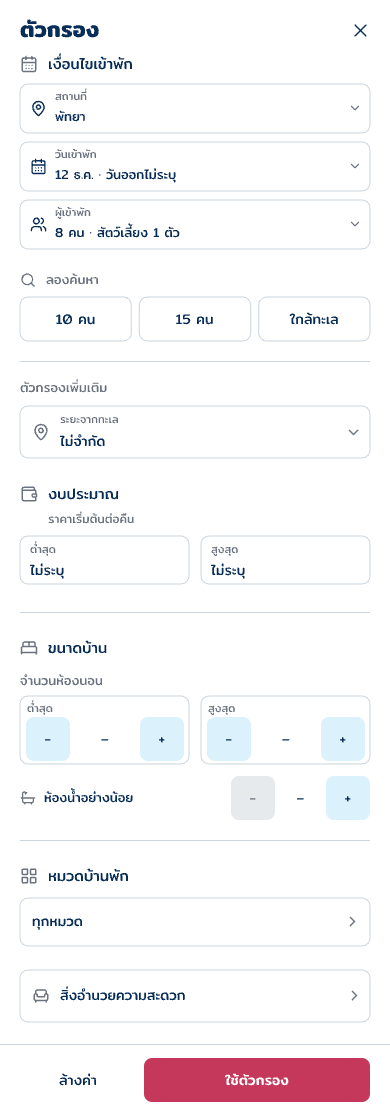 ตัวกรอง
เงื่อนไขเข้าพัก
สถานที่
พัทยา
วันเข้าพัก
12 ธ.ค. · วันออกไม่ระบุ
ผู้เข้าพัก
8 คน · สัตว์เลี้ยง 1 ตัว
ลองค้นหา
10 คน 15 คน ใกล้ทะเล
ตัวกรองเพิ่มเติม
ระยะจากทะเล
ไม่จำกัด
งบประมาณ
ราคาเริ่มต้นต่อคืน
ต่ำสุด สูงสุด
ไม่ระบุ ไม่ระบุ
ขนาดบ้าน
จำนวนห้องนอน
ต่ำสุด สูงสุด
- – + - – +
ห้องน้ำอย่างน้อย - – +
หมวดบ้านพัก
ทุกหมวด
สิ่งอำนวยความสะดวก
ล้างค่า ใช้ตัวกรอง